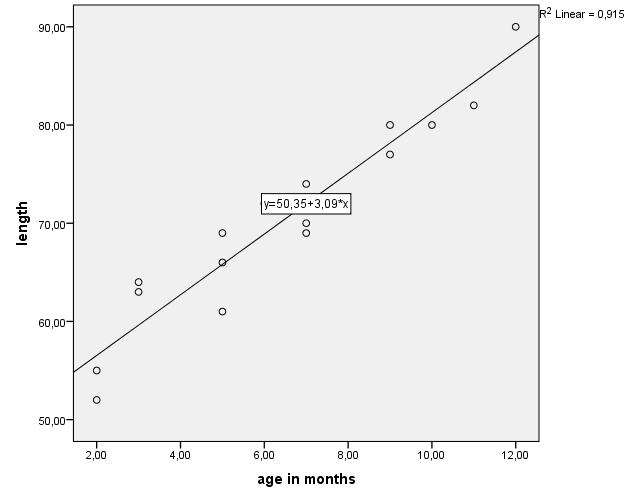 R2 Linear = 0,915
90,00
80,00
70,00
60,00
50,00
length
y=50,35+3,09*x
2,00 4,00 6,00 8,00 10,00 12,00
age in months